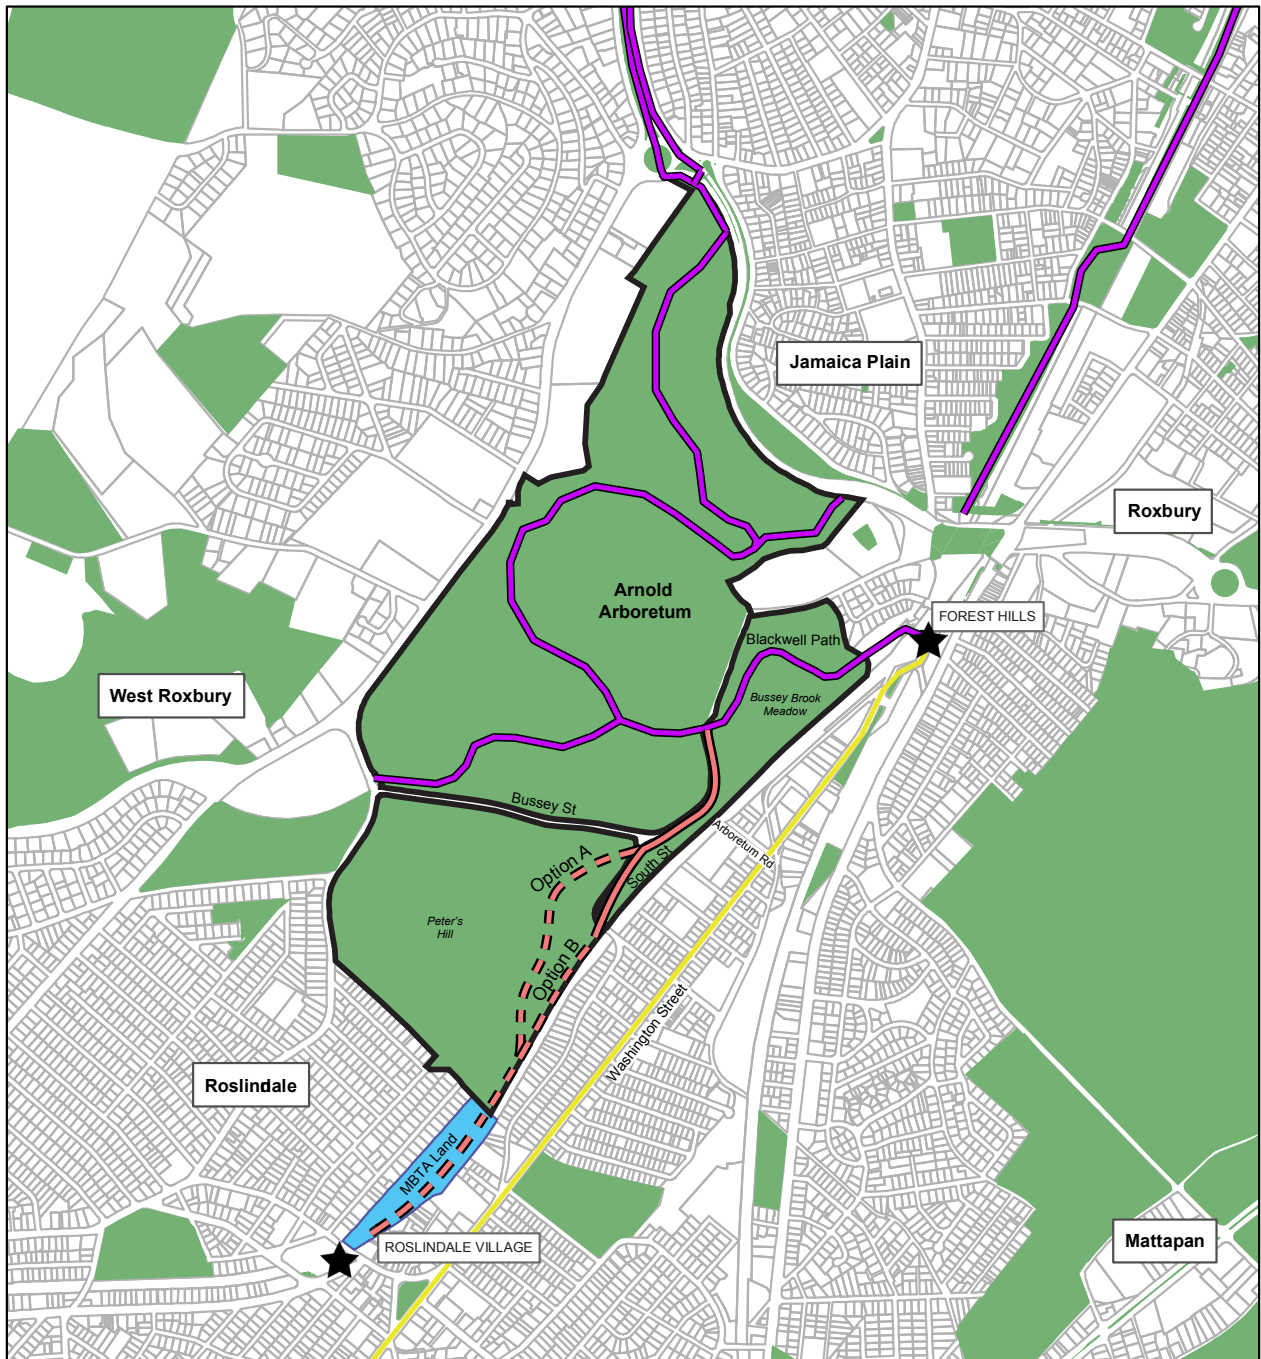 Jamaica Plain
Roxbury
Arnold
Arboretum
FOREST HILLS
Blackwell Path
West Roxbury
Bussey Brook
Meadow
Bussey St
Arboretum Rd
Option A
South St
Peter's
Hill
Option B
Washington Street
Roslindale
MBTA Land
Mattapan
ROSLINDALE VILLAGE